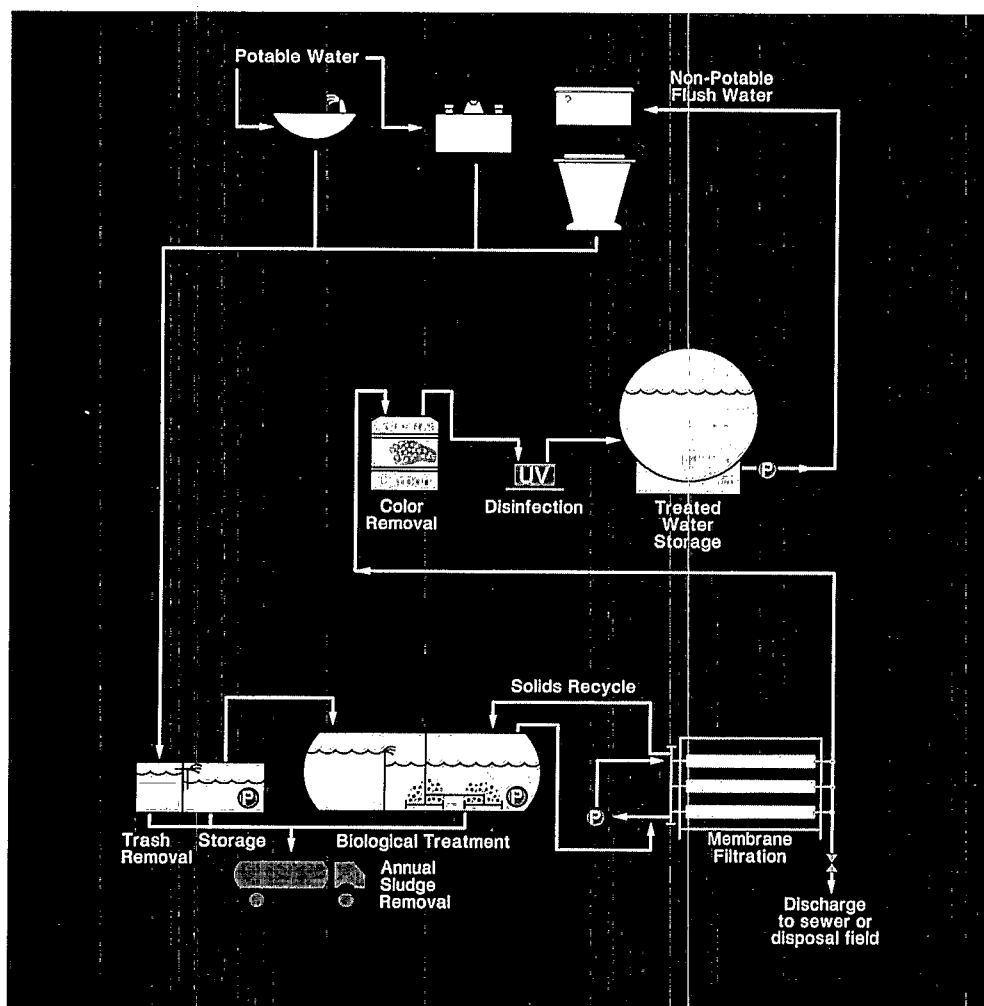 Potable Water
Non-Potable
Flush Water
Color
Removal
UV
Disinfection
Treated
Water
Storage
P
Solids Recycle
P
P
P
Trash
Removal
Storage
Biological Treatment
Membrane
Filtration
Annual
Sludge
Removal
Discharge
to sewer or
disposal field